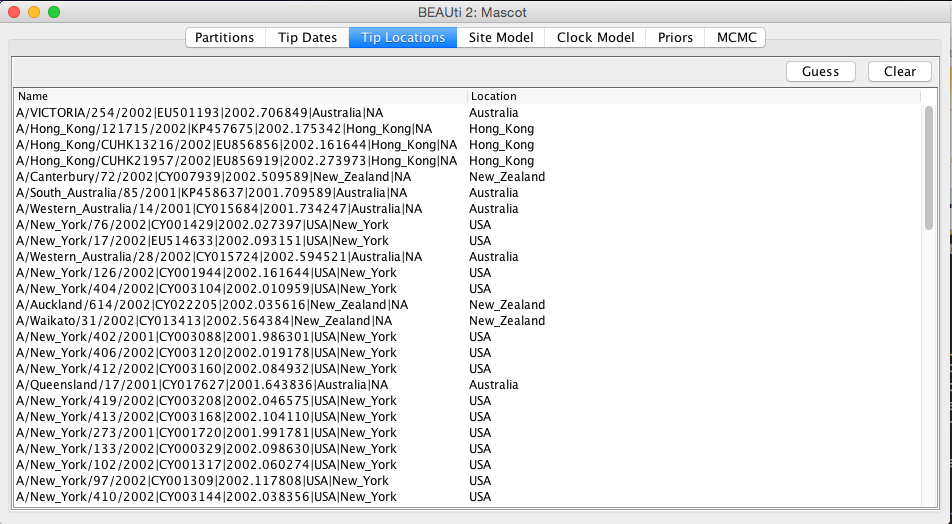 BEAUti 2: Mascot
Partitions Tip Dates Tip Locations Site Model Clock Model Priors MCMC
Guess Clear
Name Location
A/VICTORIA/254/2002|EU501193|2002.706849|Australia|NA Australia
A/Hong_Kong/121715/2002|KP457675|2002.175342|Hong_Kong|NA Hong_Kong
A/Hong_Kong/CUHK13216/2002|EU856856|2002.161644|Hong_Kong|NA Hong_Kong
A/Hong_Kong/CUHK21957/2002|EU856919|2002.273973|Hong_Kong|NA Hong_Kong
A/Canterbury/72/2002|CY007939|2002.509589|New_Zealand|NA New_Zealand
A/South_Australia/85/2001|KP458637|2001.709589|Australia|NA Australia
A/Western_Australia/14/2001|CY015684|2001.734247|Australia|NA Australia
A/New_York/76/2002|CY001429|2002.027397|USA|New_York USA
A/New_York/17/2002|EU514633|2002.093151|USA|New_York USA
A/Western_Australia/28/2002|CY015724|2002.594521|Australia|NA Australia
A/New_York/126/2002|CY001944|2002.161644|USA|New_York USA
A/New_York/404/2002|CY003104|2002.010959|USA|New_York USA
A/Auckland/614/2002|CY022205|2002.035616|New_Zealand|NA New_Zealand
A/Waikato/31/2002|CY013413|2002.564384|New_Zealand|NA New_Zealand
A/New_York/402/2001|CY003088|2001.986301|USA|New_York USA
A/New_York/406/2002|CY003120|2002.019178|USA|New_York USA
A/New_York/412/2002|CY003160|2002.084932|USA|New_York USA
A/Queensland/17/2001|CY017627|2001.643836|Australia|NA Australia
A/New_York/419/2002|CY003208|2002.046575|USA|New_York USA
A/New_York/413/2002|CY003168|2002.104110|USA|New_York USA
A/New_York/273/2001|CY001720|2001.991781|USA|New_York USA
A/New_York/133/2002|CY000329|2002.098630|USA|New_York USA
A/New_York/102/2002|CY001317|2002.060274|USA|New_York USA
A/New_York/97/2002|CY001309|2002.117808|USA|New_York USA
A/New_York/410/2002|CY003144|2002.038356|USA|New_York USA